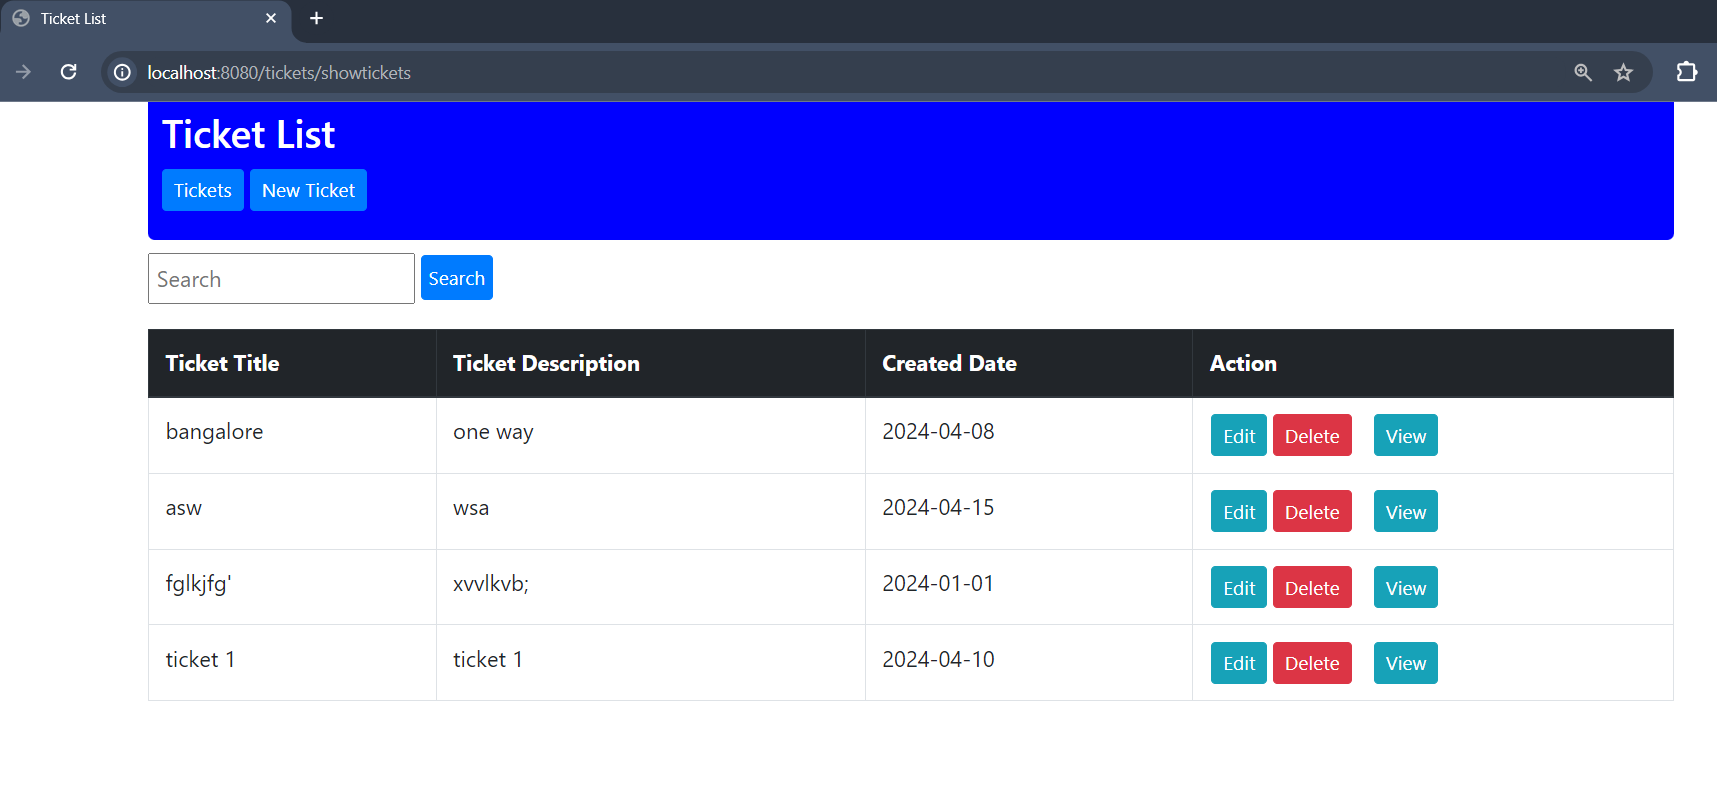 Ticket List
localhost:8080/tickets/showtickets
Ticket List
Tickets New Ticket
Search Search
Ticket Title Ticket Description Created Date Action
bangalore one way 2024-04-08 Edit Delete View
asw wsa 2024-04-15 Edit Delete View
fglkjfg' xvvlkvb; 2024-01-01 Edit Delete View
ticket 1 ticket 1 2024-04-10 Edit Delete View